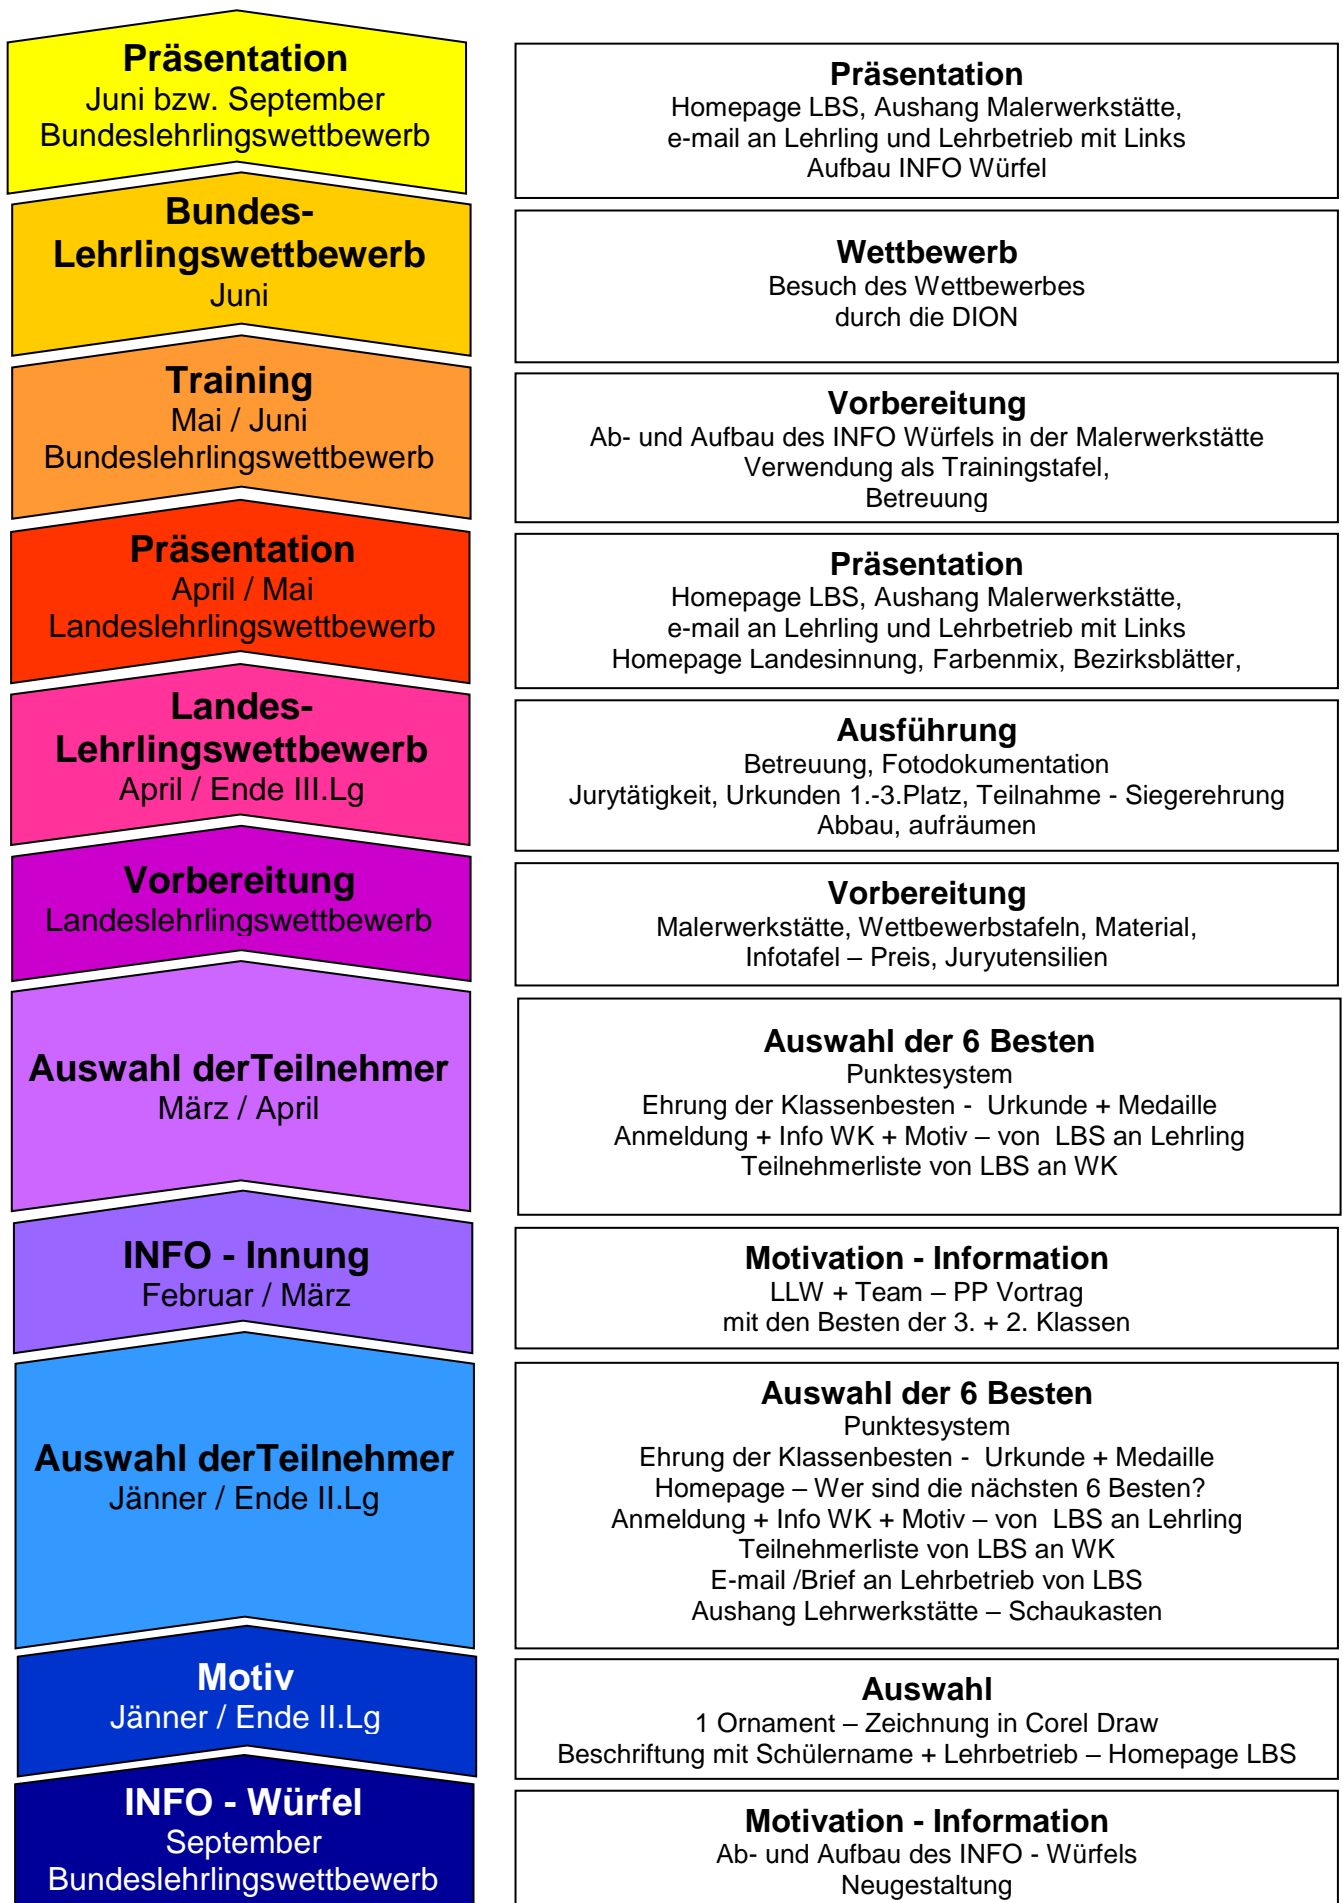 Präsentation
Juni bzw. September
Bundeslehrlingswettbewerb
Präsentation
Homepage LBS, Aushang Malerwerkstätte,
e-mail an Lehrling und Lehrbetrieb mit Links
Aufbau INFO Würfel
Bundes-
Lehrlingswettbewerb
Juni
Wettbewerb
Besuch des Wettbewerbes
durch die DION
Training
Mai / Juni
Bundeslehrlingswettbewerb
Vorbereitung
Ab- und Aufbau des INFO Würfels in der Malerwerkstätte
Verwendung als Trainingstafel,
Betreuung
Präsentation
April / Mai
Landeslehrlingswettbewerb
Präsentation
Homepage LBS, Aushang Malerwerkstätte,
e-mail an Lehrling und Lehrbetrieb mit Links
Homepage Landesinnung, Farbenmix, Bezirksblätter,
Landes-
Lehrlingswettbewerb
April / Ende III.Lg
Ausführung
Betreuung, Fotodokumentation
Jurytätigkeit, Urkunden 1.-3.Platz, Teilnahme - Siegerehrung
Abbau, aufräumen
Vorbereitung
Landeslehrlingswettbewerb
Vorbereitung
Malerwerkstätte, Wettbewerbstafeln, Material,
Infotafel – Preis, Juryutensilien
Auswahl derTeilnehmer
März / April
Auswahl der 6 Besten
Punktesystem
Ehrung der Klassenbesten - Urkunde + Medaille
Anmeldung + Info WK + Motiv – von LBS an Lehrling
Teilnehmerliste von LBS an WK
INFO - Innung
Februar / März
Motivation - Information
LLW + Team – PP Vortrag
mit den Besten der 3. + 2. Klassen
Auswahl derTeilnehmer
Jänner / Ende II.Lg
Auswahl der 6 Besten
Punktesystem
Ehrung der Klassenbesten - Urkunde + Medaille
Homepage – Wer sind die nächsten 6 Besten?
Anmeldung + Info WK + Motiv – von LBS an Lehrling
Teilnehmerliste von LBS an WK
E-mail /Brief an Lehrbetrieb von LBS
Aushang Lehrwerkstätte – Schaukasten
Motiv
Jänner / Ende II.Lg
Auswahl
1 Ornament – Zeichnung in Corel Draw
Beschriftung mit Schülername + Lehrbetrieb – Homepage LBS
INFO - Würfel
September
Bundeslehrlingswettbewerb
Motivation - Information
Ab- und Aufbau des INFO - Würfels
Neugestaltung